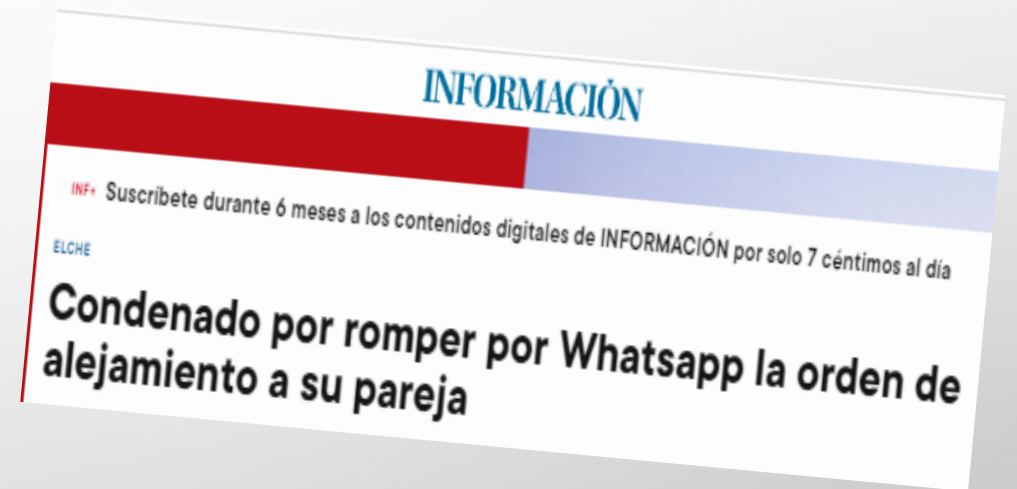 INFORMACIÓN
INF+ Suscríbete durante 6 meses a los contenidos digitales de INFORMACIÓN por solo 7 céntimos al día
ELCHE
Condenado por romper por Whatsapp la orden de
alejamiento a su pareja